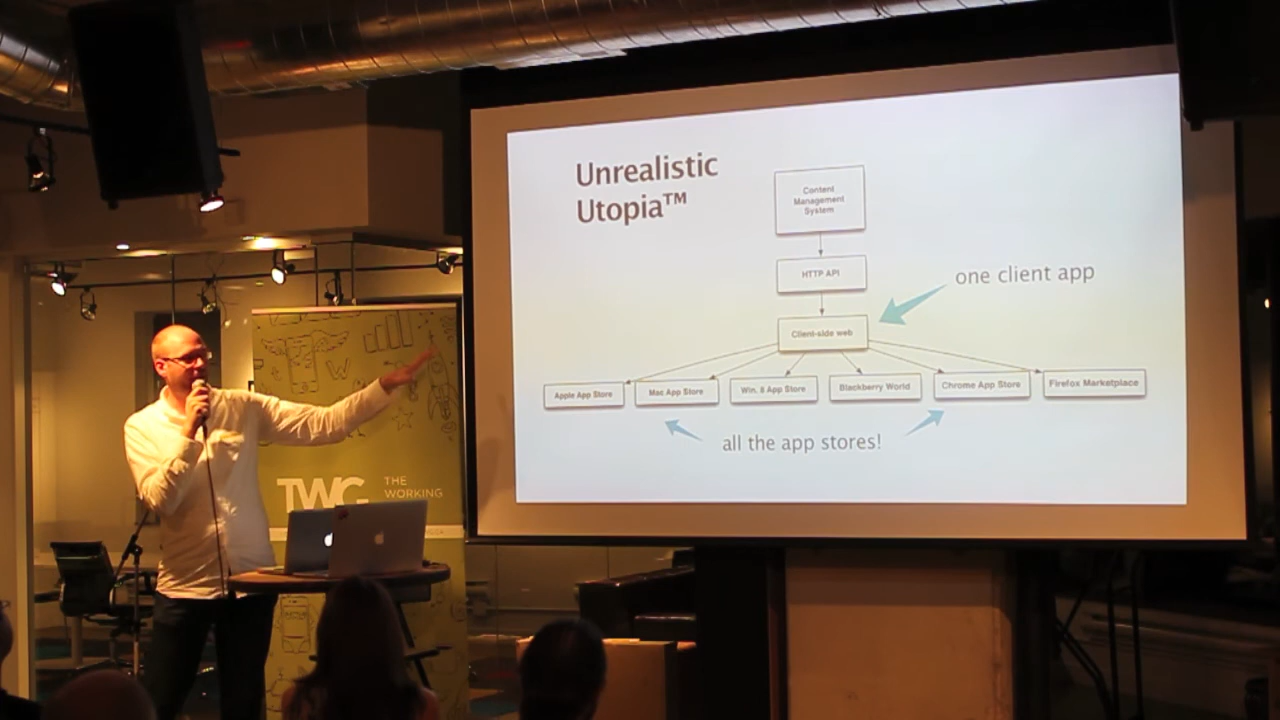 Unrealistic
Utopia™
Content
Management
System
HTTP API
one client app
Client-side web
Apple App Store
Mac App Store
Win. 8 App Store
Blackberry World
Chrome App Store
Firefox Marketplace
all the app stores!
W
TWG
THE
WORKING